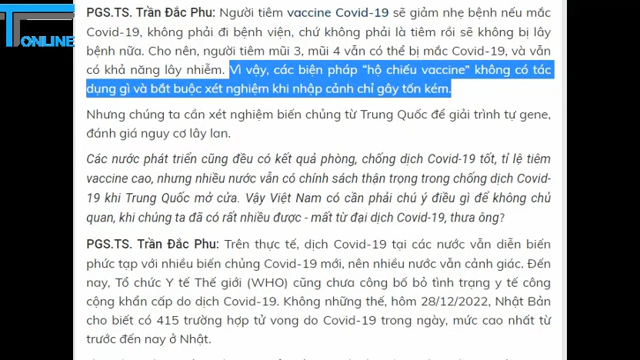 ONLINE
PGS.TS. Trần Đắc Phu: Người tiêm vaccine Covid-19 sẽ giảm nhẹ bệnh nếu mắc
Covid-19, không phải đi bệnh viện, chứ không phải là tiêm rồi sẽ không bị lây
bệnh nữa. Cho nên, người tiêm mũi 3, mũi 4 vẫn có thể bị mắc Covid-19, và vẫn
có khả năng lây nhiễm. Vì vậy, các biện pháp "hộ chiếu vaccine" không có tác
dụng gì và bắt buộc xét nghiệm khi nhập cảnh chỉ gây tốn kém.
Nhưng chúng ta cần xét nghiệm biến chủng từ Trung Quốc để giải trình tự gene,
đánh giá nguy cơ lây lan.
Các nước phát triển cũng đều có kết quả phòng, chống dịch Covid-19 tốt, tỉ lệ tiêm
vaccine cao, nhưng nhiều nước vẫn có chính sách thận trọng trong chống dịch Covid-
19 khi Trung Quốc mở cửa. Vậy Việt Nam có cần phải chú ý điều gì để không chủ
quan, khi chúng ta đã có rất nhiều được - mất từ đại dịch Covid-19, thưa ông?
PGS.TS. Trần Đắc Phu: Trên thực tế, dịch Covid-19 tại các nước vẫn diễn biến
phức tạp với nhiều biến chủng Covid-19 mới, nên nhiều nước vẫn cảnh giác. Đến
nay, Tổ chức Y tế Thế giới (WHO) cũng chưa công bố bỏ tình trạng y tế công
cộng khẩn cấp do dịch Covid-19. Không những thế, hôm 28/12/2022, Nhật Bản
cho biết có 415 trường hợp tử vong do Covid-19 trong ngày, mức cao nhất từ
trước đến nay ở Nhật.